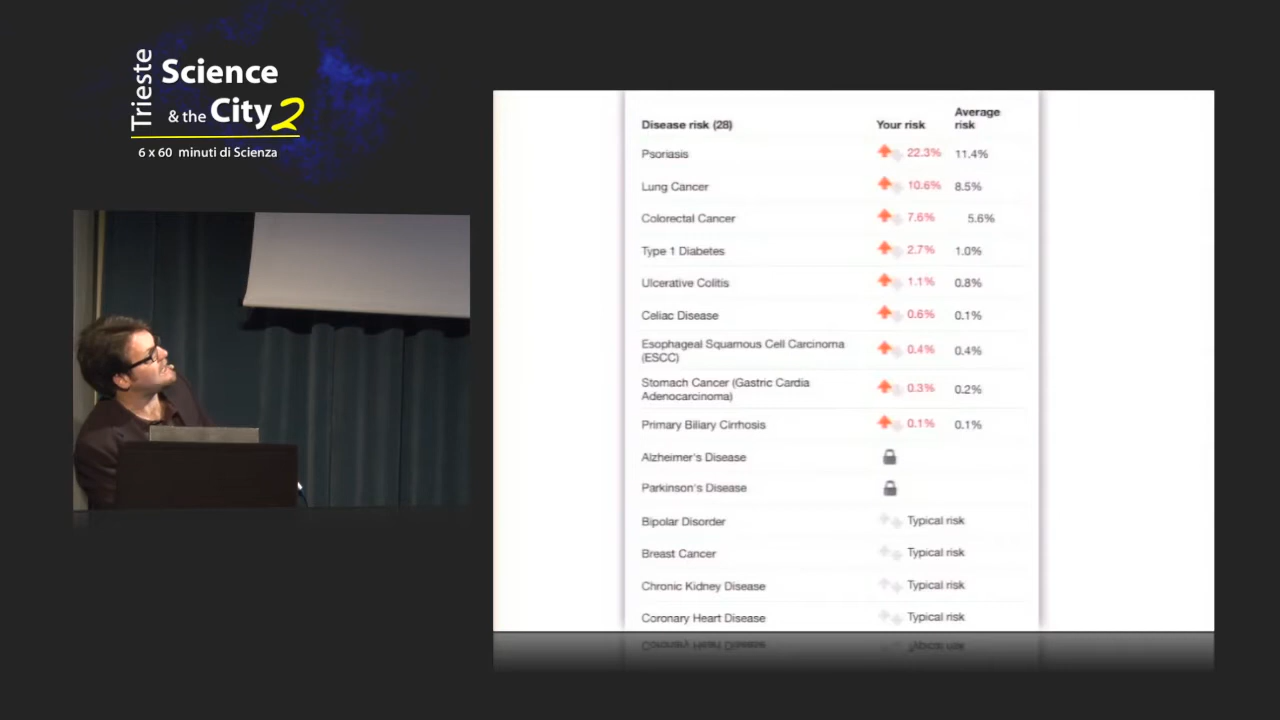 Trieste
Science
& the City 2
6 x 60 minuti di Scienza
Disease risk (28) Your risk Average risk
Psoriasis 22.3% 11.4%
Lung Cancer 10.6% 8.5%
Colorectal Cancer 7.6% 5.6%
Type 1 Diabetes 2.7% 1.0%
Ulcerative Colitis 1.1% 0.8%
Celiac Disease 0.6% 0.1%
Esophageal Squamous Cell Carcinoma
(ESCC) 0.4% 0.4%
Stomach Cancer (Gastric Cardia
Adenocarcinoma) 0.3% 0.2%
Primary Biliary Cirrhosis 0.1% 0.1%
Alzheimer's Disease
Parkinson's Disease
Bipolar Disorder Typical risk
Breast Cancer Typical risk
Chronic Kidney Disease Typical risk
Coronary Heart Disease Typical risk